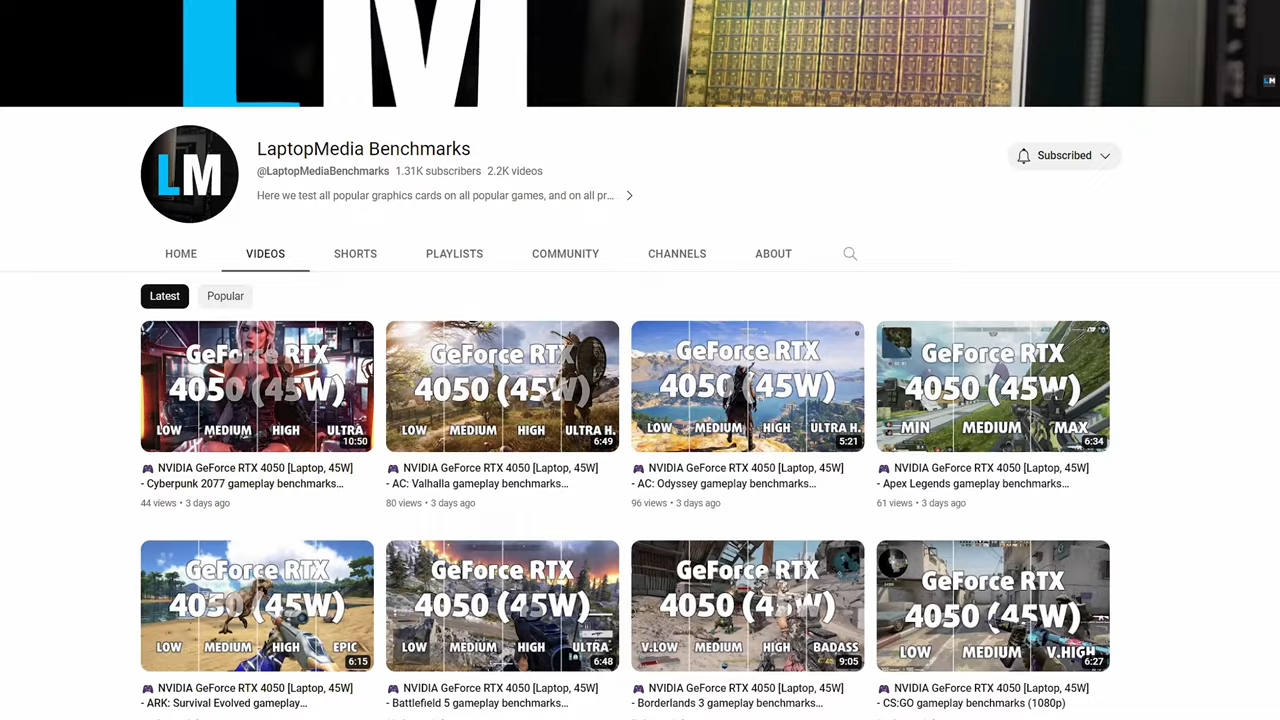 LM
LM
LM
LaptopMedia Benchmarks
@LaptopMediaBenchmarks 1.31K subscribers 2.2K videos
Here we test all popular graphics cards on all popular games, and on all pr...
Subscribed
HOME VIDEOS SHORTS PLAYLISTS COMMUNITY CHANNELS ABOUT
Latest Popular
GeForce RTX
4050 (45W)
LOW MEDIUM HIGH ULTRA
10:50
GeForce RTX
4050 (45W)
LOW MEDIUM HIGH ULTRA H.
6:49
GeForce RTX
4050 (45W)
LOW MEDIUM HIGH ULTRA H.
5:21
GeForce RTX
4050 (45W)
MIN MEDIUM MAX
6:34
NVIDIA GeForce RTX 4050 [Laptop, 45W]
- Cyberpunk 2077 gameplay benchmarks...
44 views • 3 days ago
NVIDIA GeForce RTX 4050 [Laptop, 45W]
- AC: Valhalla gameplay benchmarks...
80 views • 3 days ago
NVIDIA GeForce RTX 4050 [Laptop, 45W]
- AC: Odyssey gameplay benchmarks...
96 views • 3 days ago
NVIDIA GeForce RTX 4050 [Laptop, 45W]
- Apex Legends gameplay benchmarks...
61 views • 3 days ago
GeForce RTX
4050 (45W)
LOW MEDIUM HIGH EPIC
6:15
GeForce RTX
4050 (45W)
LOW MEDIUM HIGH ULTRA
6:48
GeForce RTX
4050 (45W)
V.LOW MEDIUM HIGH BADASS
9:05
GeForce RTX
4050 (45W)
LOW MEDIUM V.HIGH
6:27
NVIDIA GeForce RTX 4050 [Laptop, 45W]
- ARK: Survival Evolved gameplay...
NVIDIA GeForce RTX 4050 [Laptop, 45W]
- Battlefield 5 gameplay benchmarks...
NVIDIA GeForce RTX 4050 [Laptop, 45W]
- Borderlands 3 gameplay benchmarks...
NVIDIA GeForce RTX 4050 [Laptop, 45W]
- CS:GO gameplay benchmarks (1080p)